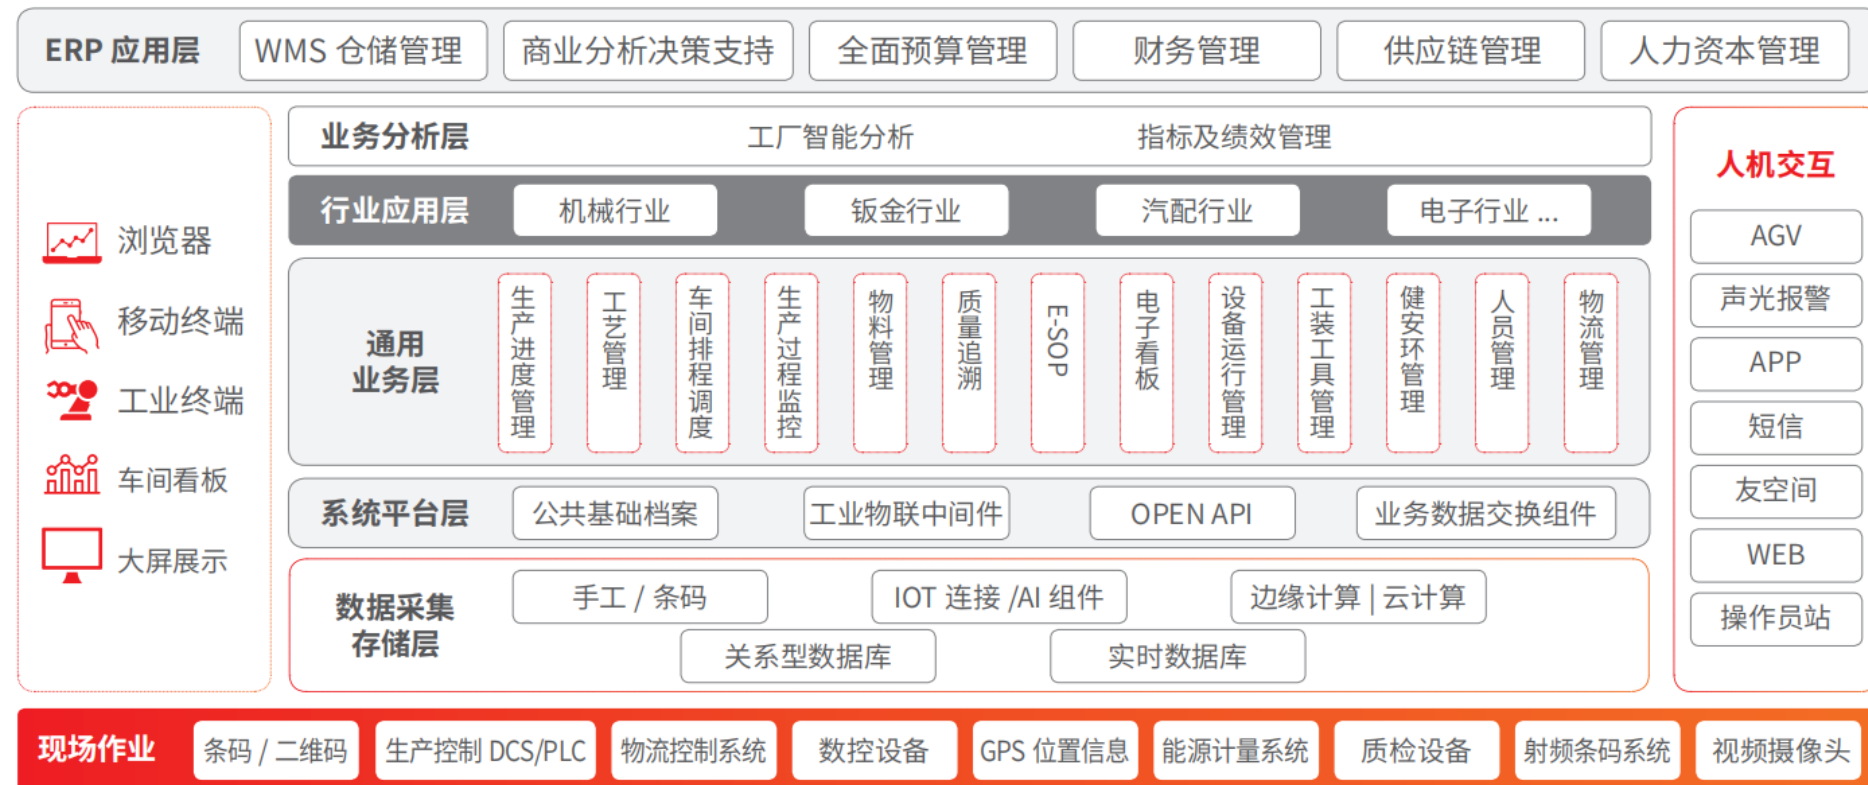 ERP 应用层
WMS 仓储管理
商业分析决策支持
全面预算管理
财务管理
供应链管理
人力资本管理
浏览器
移动终端
工业终端
车间看板
大屏展示
业务分析层
工厂智能分析
指标及绩效管理
行业应用层
机械行业
钣金行业
汽配行业
电子行业 ...
通用
业务层
生产进度管理
工艺管理
车间排程调度
生产过程监控
物料管理
质量追溯
E-SOP
电子看板
设备运行管理
工装工具管理
健安环管理
人员管理
物流管理
系统平台层
公共基础档案
工业物联中间件
OPEN API
业务数据交换组件
数据采集
存储层
手工 / 条码
IOT 连接 /AI 组件
边缘计算 | 云计算
关系型数据库
实时数据库
人机交互
AGV
声光报警
APP
短信
友空间
WEB
操作员站
现场作业
条码 / 二维码
生产控制 DCS/PLC
物流控制系统
数控设备
GPS 位置信息
能源计量系统
质检设备
射频条码系统
视频摄像头